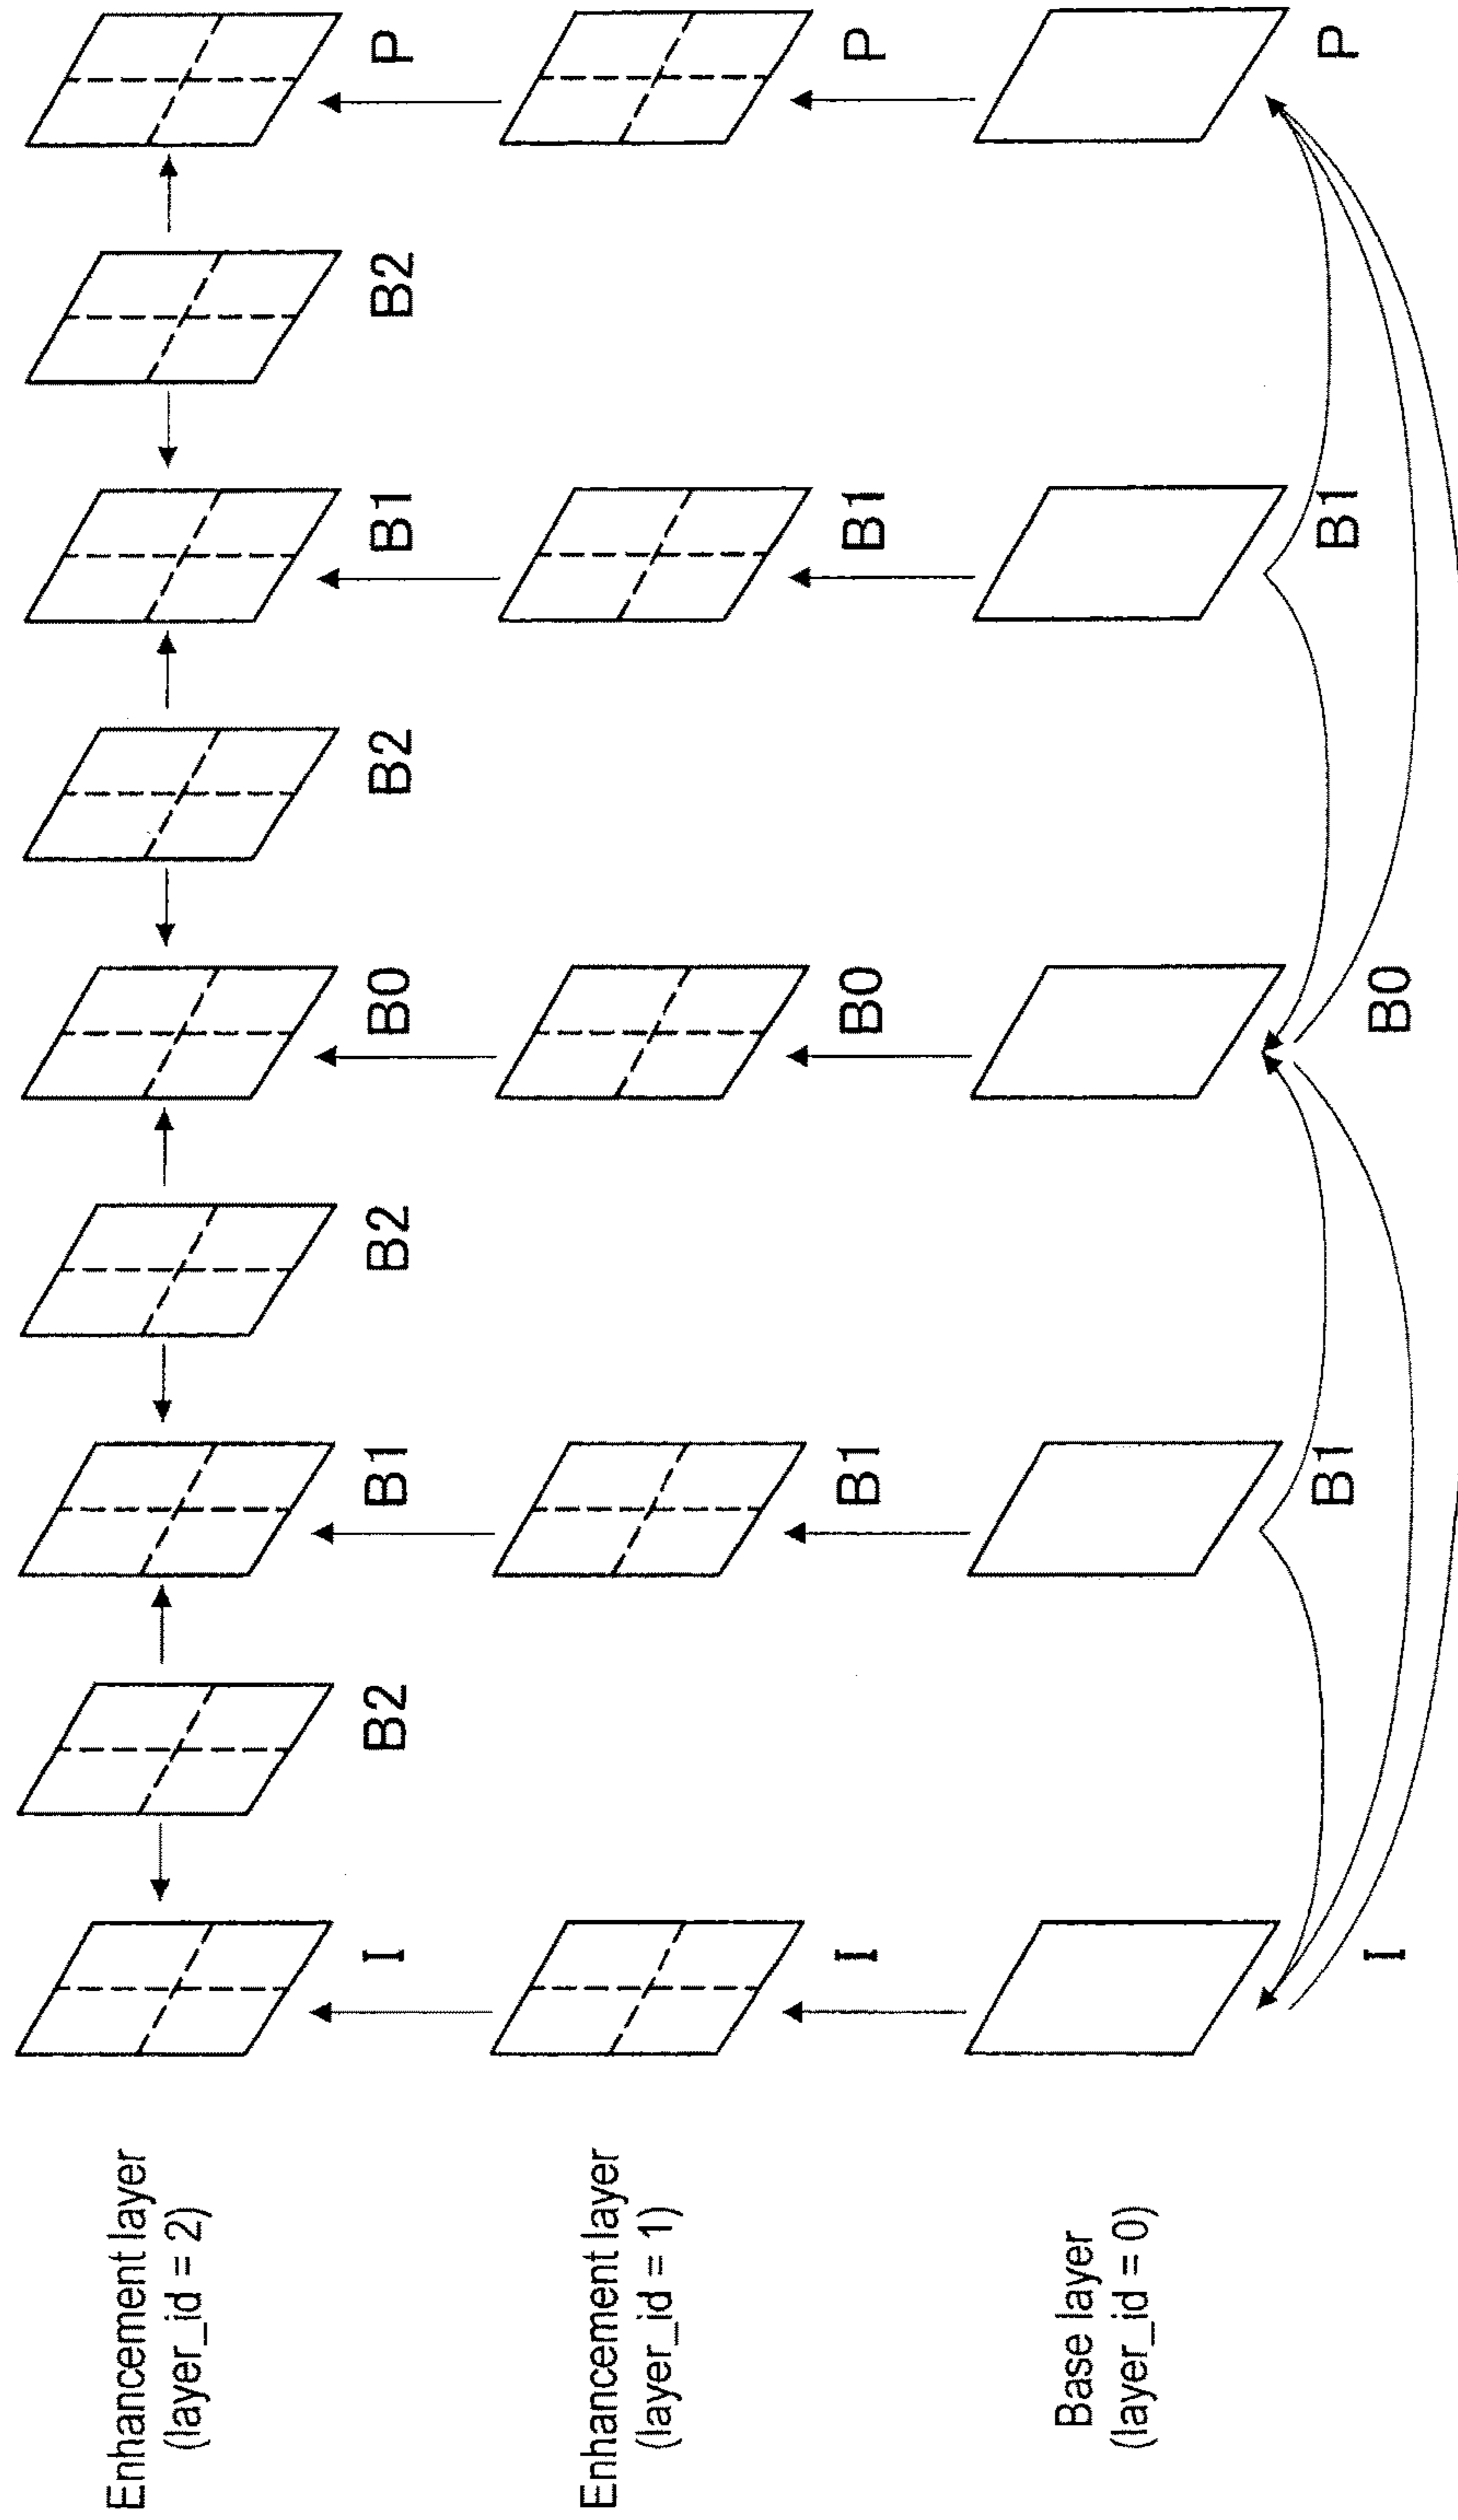 Enhancement layer
(layer_id = 2)
I
B2
B1
B2
B0
B2
B1
B2
P
Enhancement layer
(layer_id = 1)
I
B1
B0
B1
P
Base layer
(layer_id = 0)
I
B1
B0
B1
P